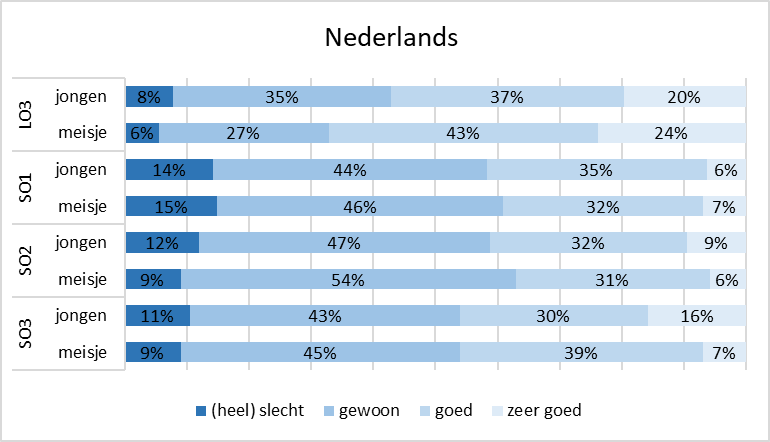 Nederlands
LO3
jongen 8% 35% 37% 20%
meisje 6% 27% 43% 24%
SO1
jongen 14% 44% 35% 6%
meisje 15% 46% 32% 7%
SO2
jongen 12% 47% 32% 9%
meisje 9% 54% 31% 6%
SO3
jongen 11% 43% 30% 16%
meisje 9% 45% 39% 7%
(heel) slecht gewoon goed zeer goed